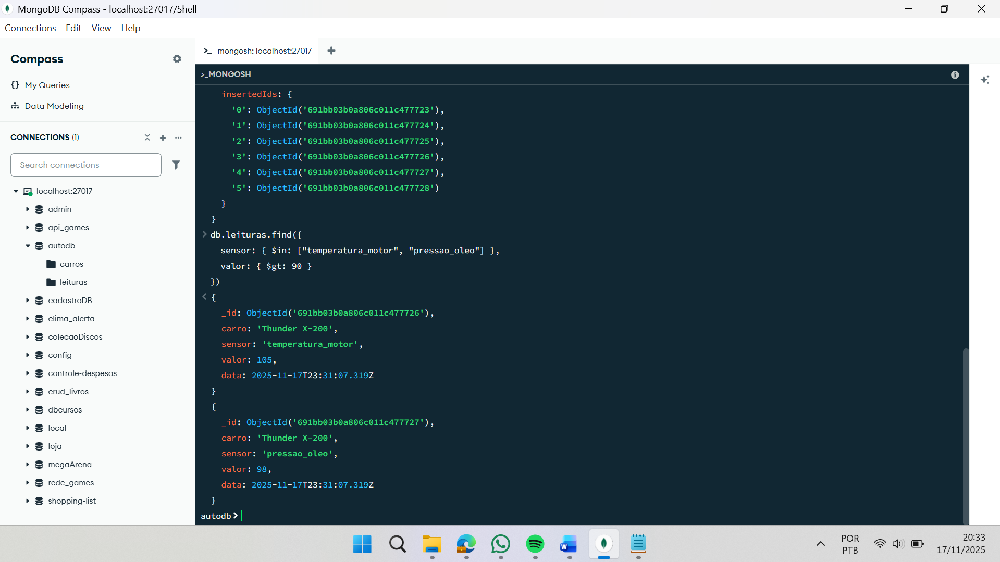 MongoDB Compass - localhost:27017/Shell
Connections Edit View Help
Compass
{} My Queries
Data Modeling
CONNECTIONS (1)
Search connections
localhost:27017
admin
api_games
autodb
carros
leituras
cadastroDB
clima_alerta
colecaoDiscos
config
controle-despesas
crud_livros
dbcursos
local
loja
megaArena
rede_games
shopping-list
>_ mongosh: localhost:27017
>_MONGOSH
insertedIds: {
'0': ObjectId('691bb03b0a806c011c477723'),
'1': ObjectId('691bb03b0a806c011c477724'),
'2': ObjectId('691bb03b0a806c011c477725'),
'3': ObjectId('691bb03b0a806c011c477726'),
'4': ObjectId('691bb03b0a806c011c477727'),
'5': ObjectId('691bb03b0a806c011c477728')
}
}
> db.leituras.find({
sensor: { $in: ["temperatura_motor", "pressao_oleo"] },
valor: { $gt: 90 }
})
< {
_id: ObjectId('691bb03b0a806c011c477726'),
carro: 'Thunder X-200',
sensor: 'temperatura_motor',
valor: 105,
data: 2025-11-17T23:31:07.319Z
}
{
_id: ObjectId('691bb03b0a806c011c477727'),
carro: 'Thunder X-200',
sensor: 'pressao_oleo',
valor: 98,
data: 2025-11-17T23:31:07.319Z
}
autodb>
W
POR
PTB
20:33
17/11/2025